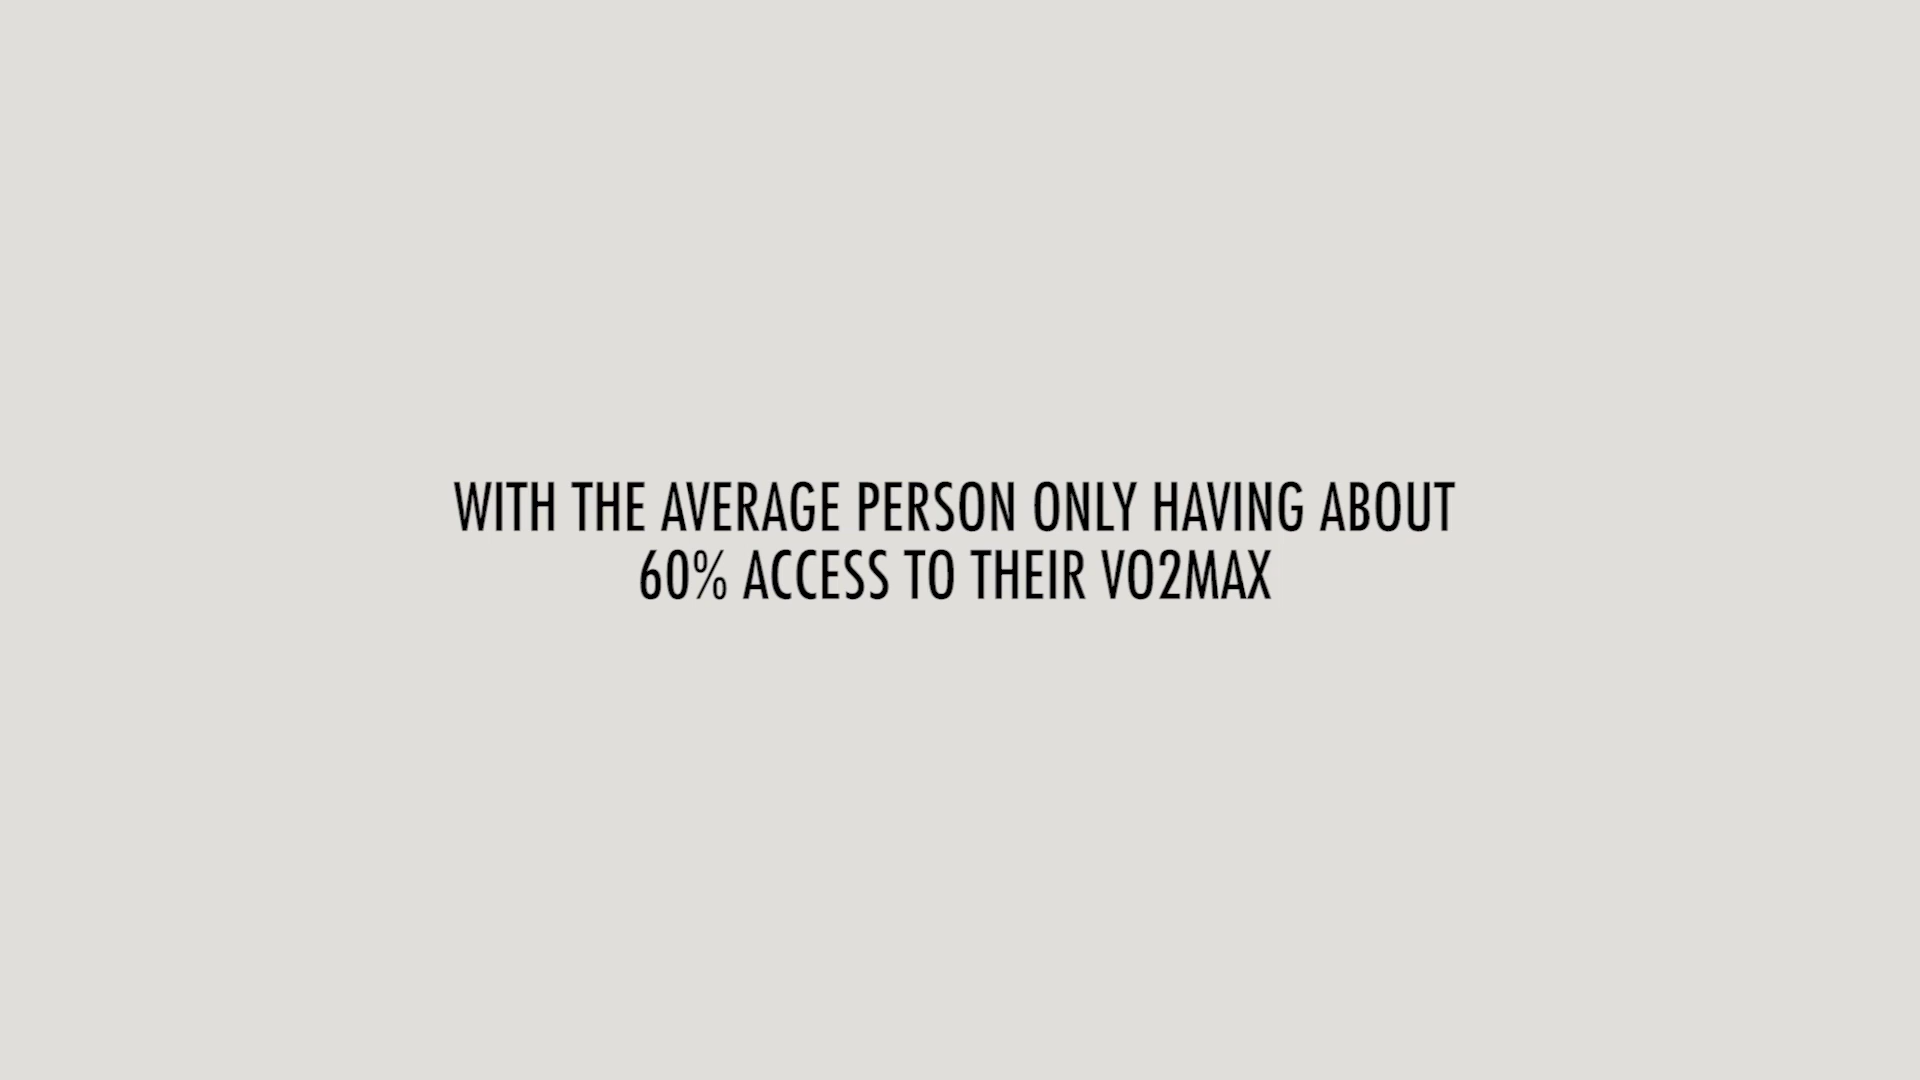 WITH THE AVERAGE PERSON ONLY HAVING ABOUT
60% ACCESS TO THEIR VO2MAX